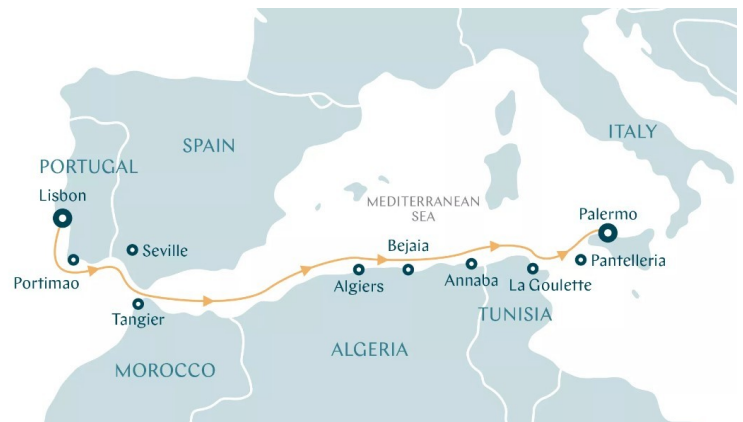 ITALY
SPAIN
PORTUGAL
Lisbon
MEDITERRANEAN
SEA
Palermo
Seville
Bejaia
Portimao
Pantelleria
Annaba
Algiers
La Goulette
Tangier
TUNISIA
ALGERIA
MOROCCO